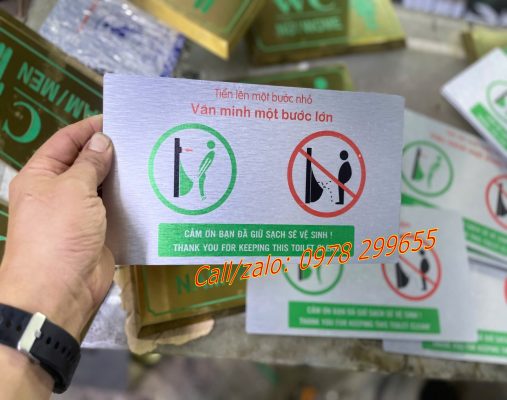 WC
NỮ/WOMEN
NAM/MEN
Tiến lên một bước nhỏ
Văn minh một bước lớn
CẢM ƠN BẠN ĐÃ GIỮ SẠCH SẼ VỆ SINH !
THANK YOU FOR KEEPING THIS TOILET CLEAN
Call/zalo: 0978 299655
CẢM ƠN BẠN ĐÃ GIỮ SẠCH SẼ VỆ SINH !
THANK YOU FOR KEEPING THIS TOILET CLEAN